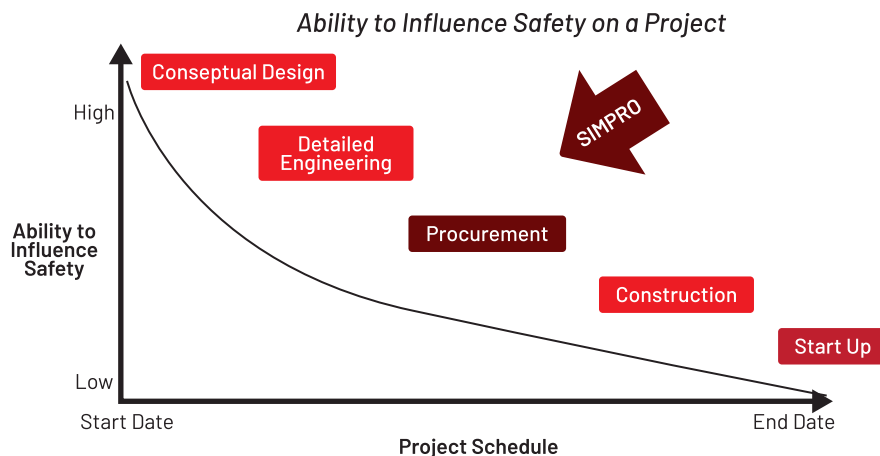 Ability to Influence Safety on a Project
Conseptual Design
High
SIMPRO
Detailed
Engineering
Ability to
Influence
Safety
Procurement
Construction
Start Up
Low
Start Date
End Date
Project Schedule